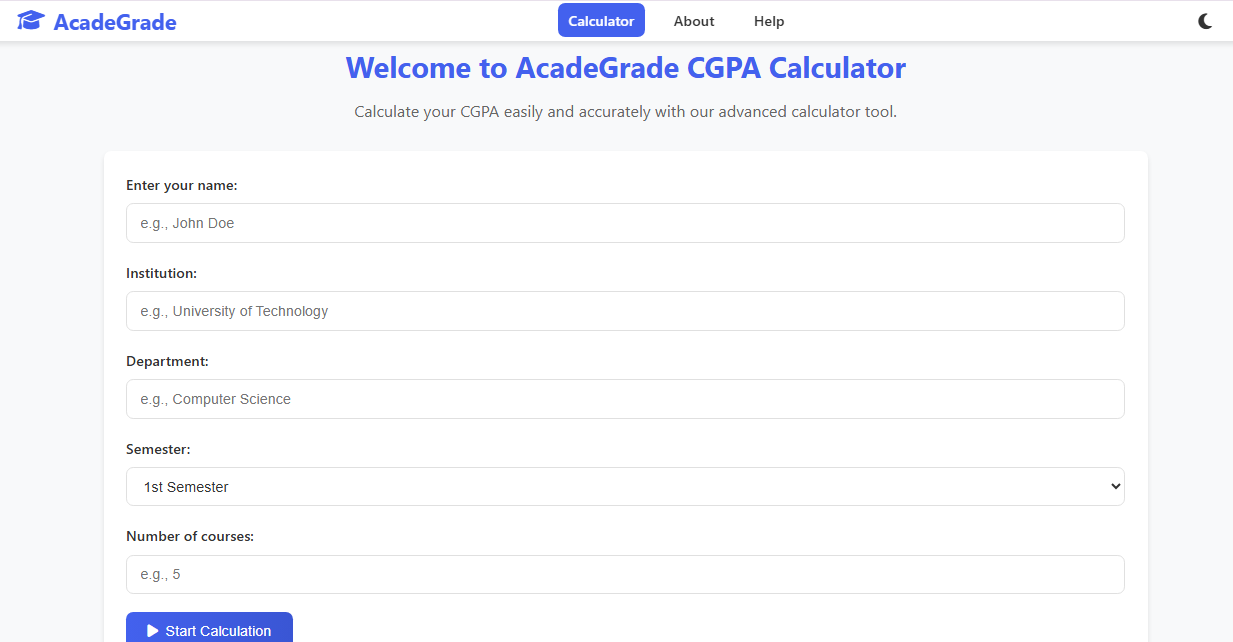 AcadeGrade
Calculator
About
Help
Welcome to AcadeGrade CGPA Calculator
Calculate your CGPA easily and accurately with our advanced calculator tool.
Enter your name:
e.g., John Doe
Institution:
e.g., University of Technology
Department:
e.g., Computer Science
Semester:
1st Semester
Number of courses:
e.g., 5
Start Calculation